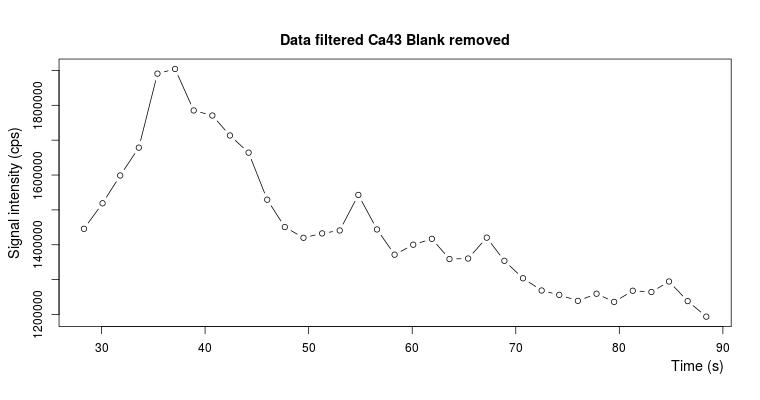 Data filtered Ca43 Blank removed
Signal intensity (cps)
1800000
1600000
1400000
1200000
30 40 50 60 70 80 90
Time (s)